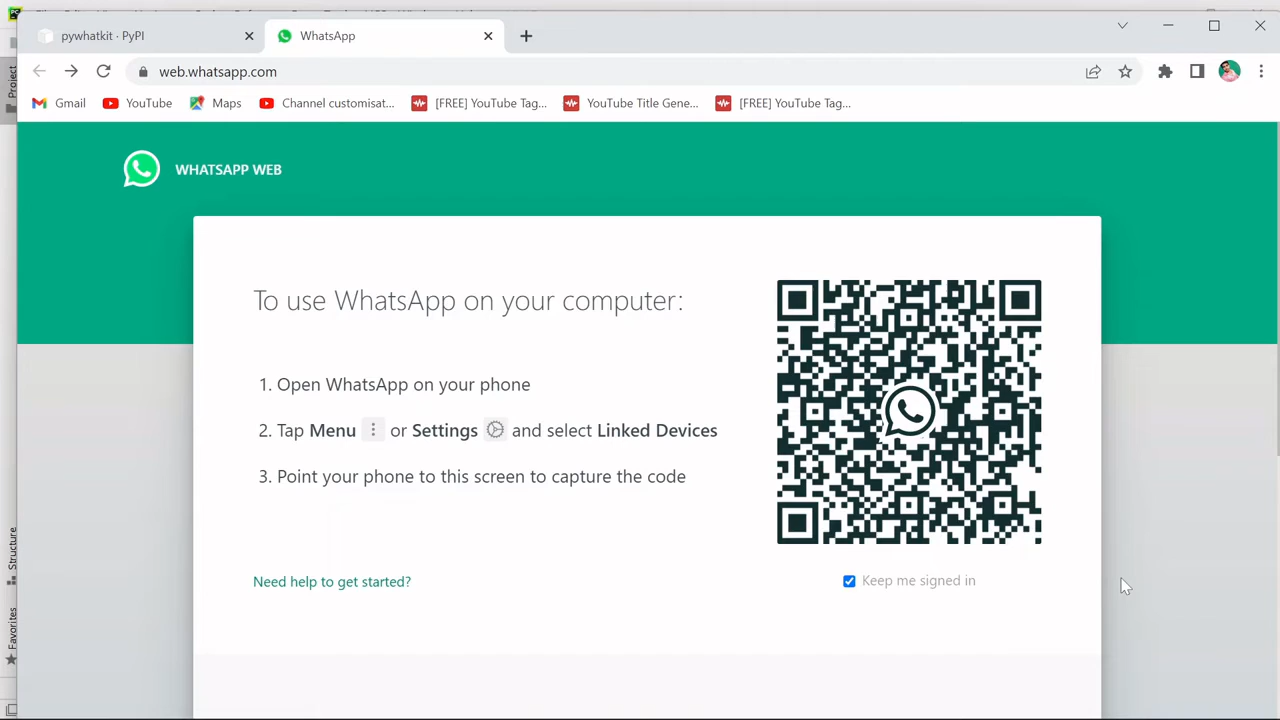 pywhatkit · PyPI
WhatsApp
web.whatsapp.com
Gmail
YouTube
Maps
Channel customisat...
[FREE] YouTube Tag...
YouTube Title Gene...
[FREE] YouTube Tag...
Project
WHATSAPP WEB
To use WhatsApp on your computer:
1. Open WhatsApp on your phone
2. Tap Menu or Settings and select Linked Devices
3. Point your phone to this screen to capture the code
Need help to get started?
Keep me signed in
Structure
Favorites